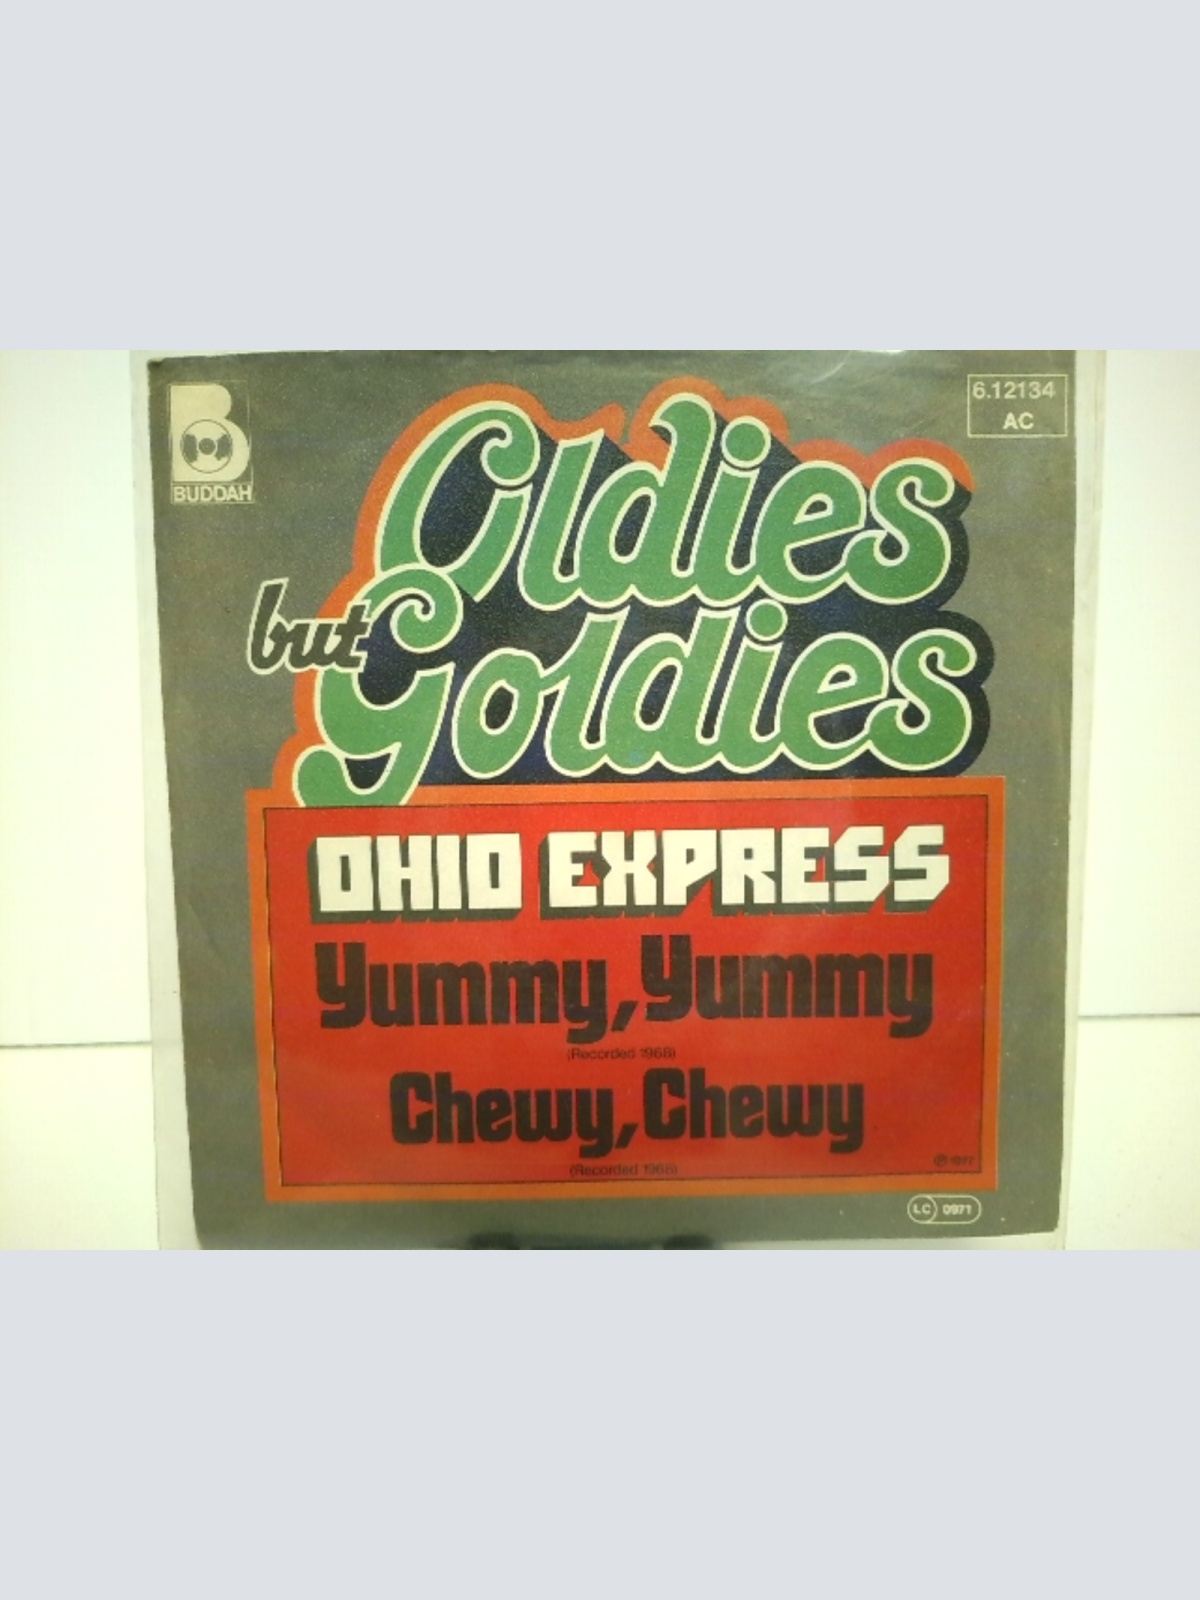 BUDDAH
6.12134
AC
Oldies
but
Goldies
OHIO EXPRESS
Yummy, Yummy
(Recorded 1968)
Chewy, Chewy
(Recorded 1968)
℗ 1977
LC 0971